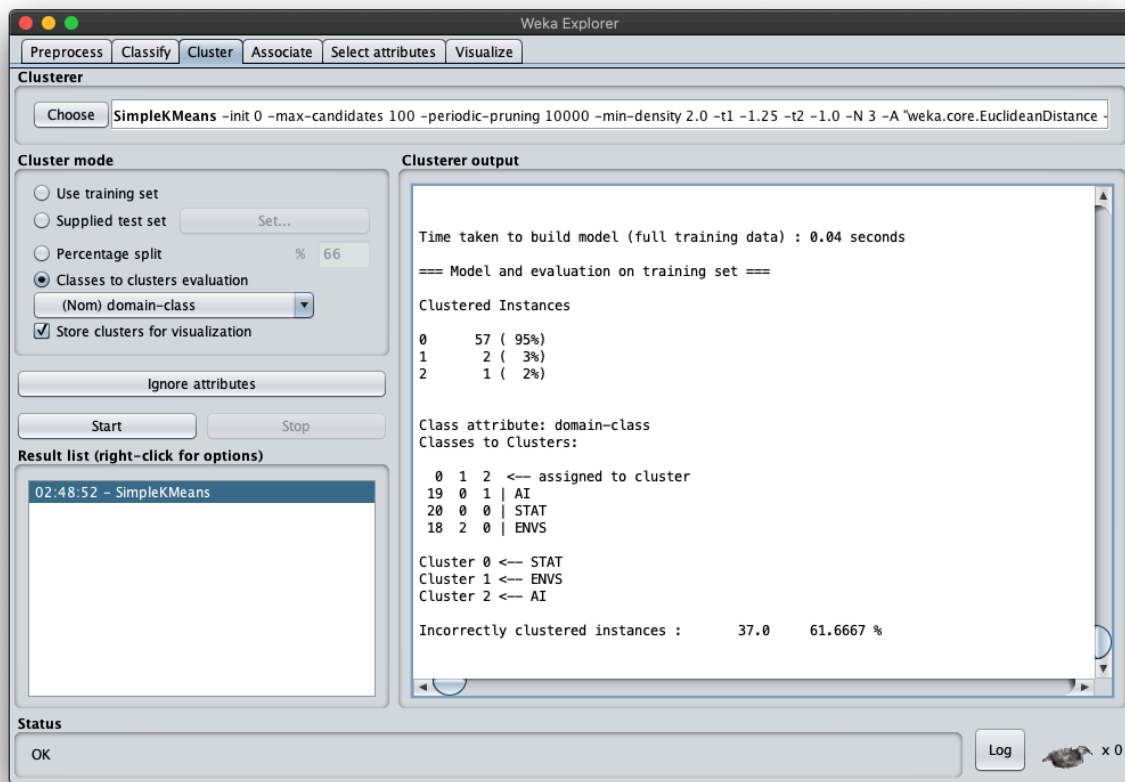 Weka Explorer
Preprocess Classify Cluster Associate Select attributes Visualize
Clusterer
Choose SimpleKMeans -init 0 -max-candidates 100 -periodic-pruning 10000 -min-density 2.0 -t1 -1.25 -t2 -1.0 -N 3 -A "weka.core.EuclideanDistance -
Cluster mode
Use training set
Supplied test set Set...
Percentage split % 66
Classes to clusters evaluation
(Nom) domain-class
Store clusters for visualization
Ignore attributes
Start Stop
Result list (right-click for options)
02:48:52 - SimpleKMeans
Clusterer output
Time taken to build model (full training data) : 0.04 seconds
=== Model and evaluation on training set ===
Clustered Instances
0 57 ( 95%)
1 2 ( 3%)
2 1 ( 2%)
Class attribute: domain-class
Classes to Clusters:
0 1 2 <-- assigned to cluster
19 0 1 | AI
20 0 0 | STAT
18 2 0 | ENVS
Cluster 0 <-- STAT
Cluster 1 <-- ENVS
Cluster 2 <-- AI
Incorrectly clustered instances : 37.0 61.6667 %
Status
OK
Log x 0